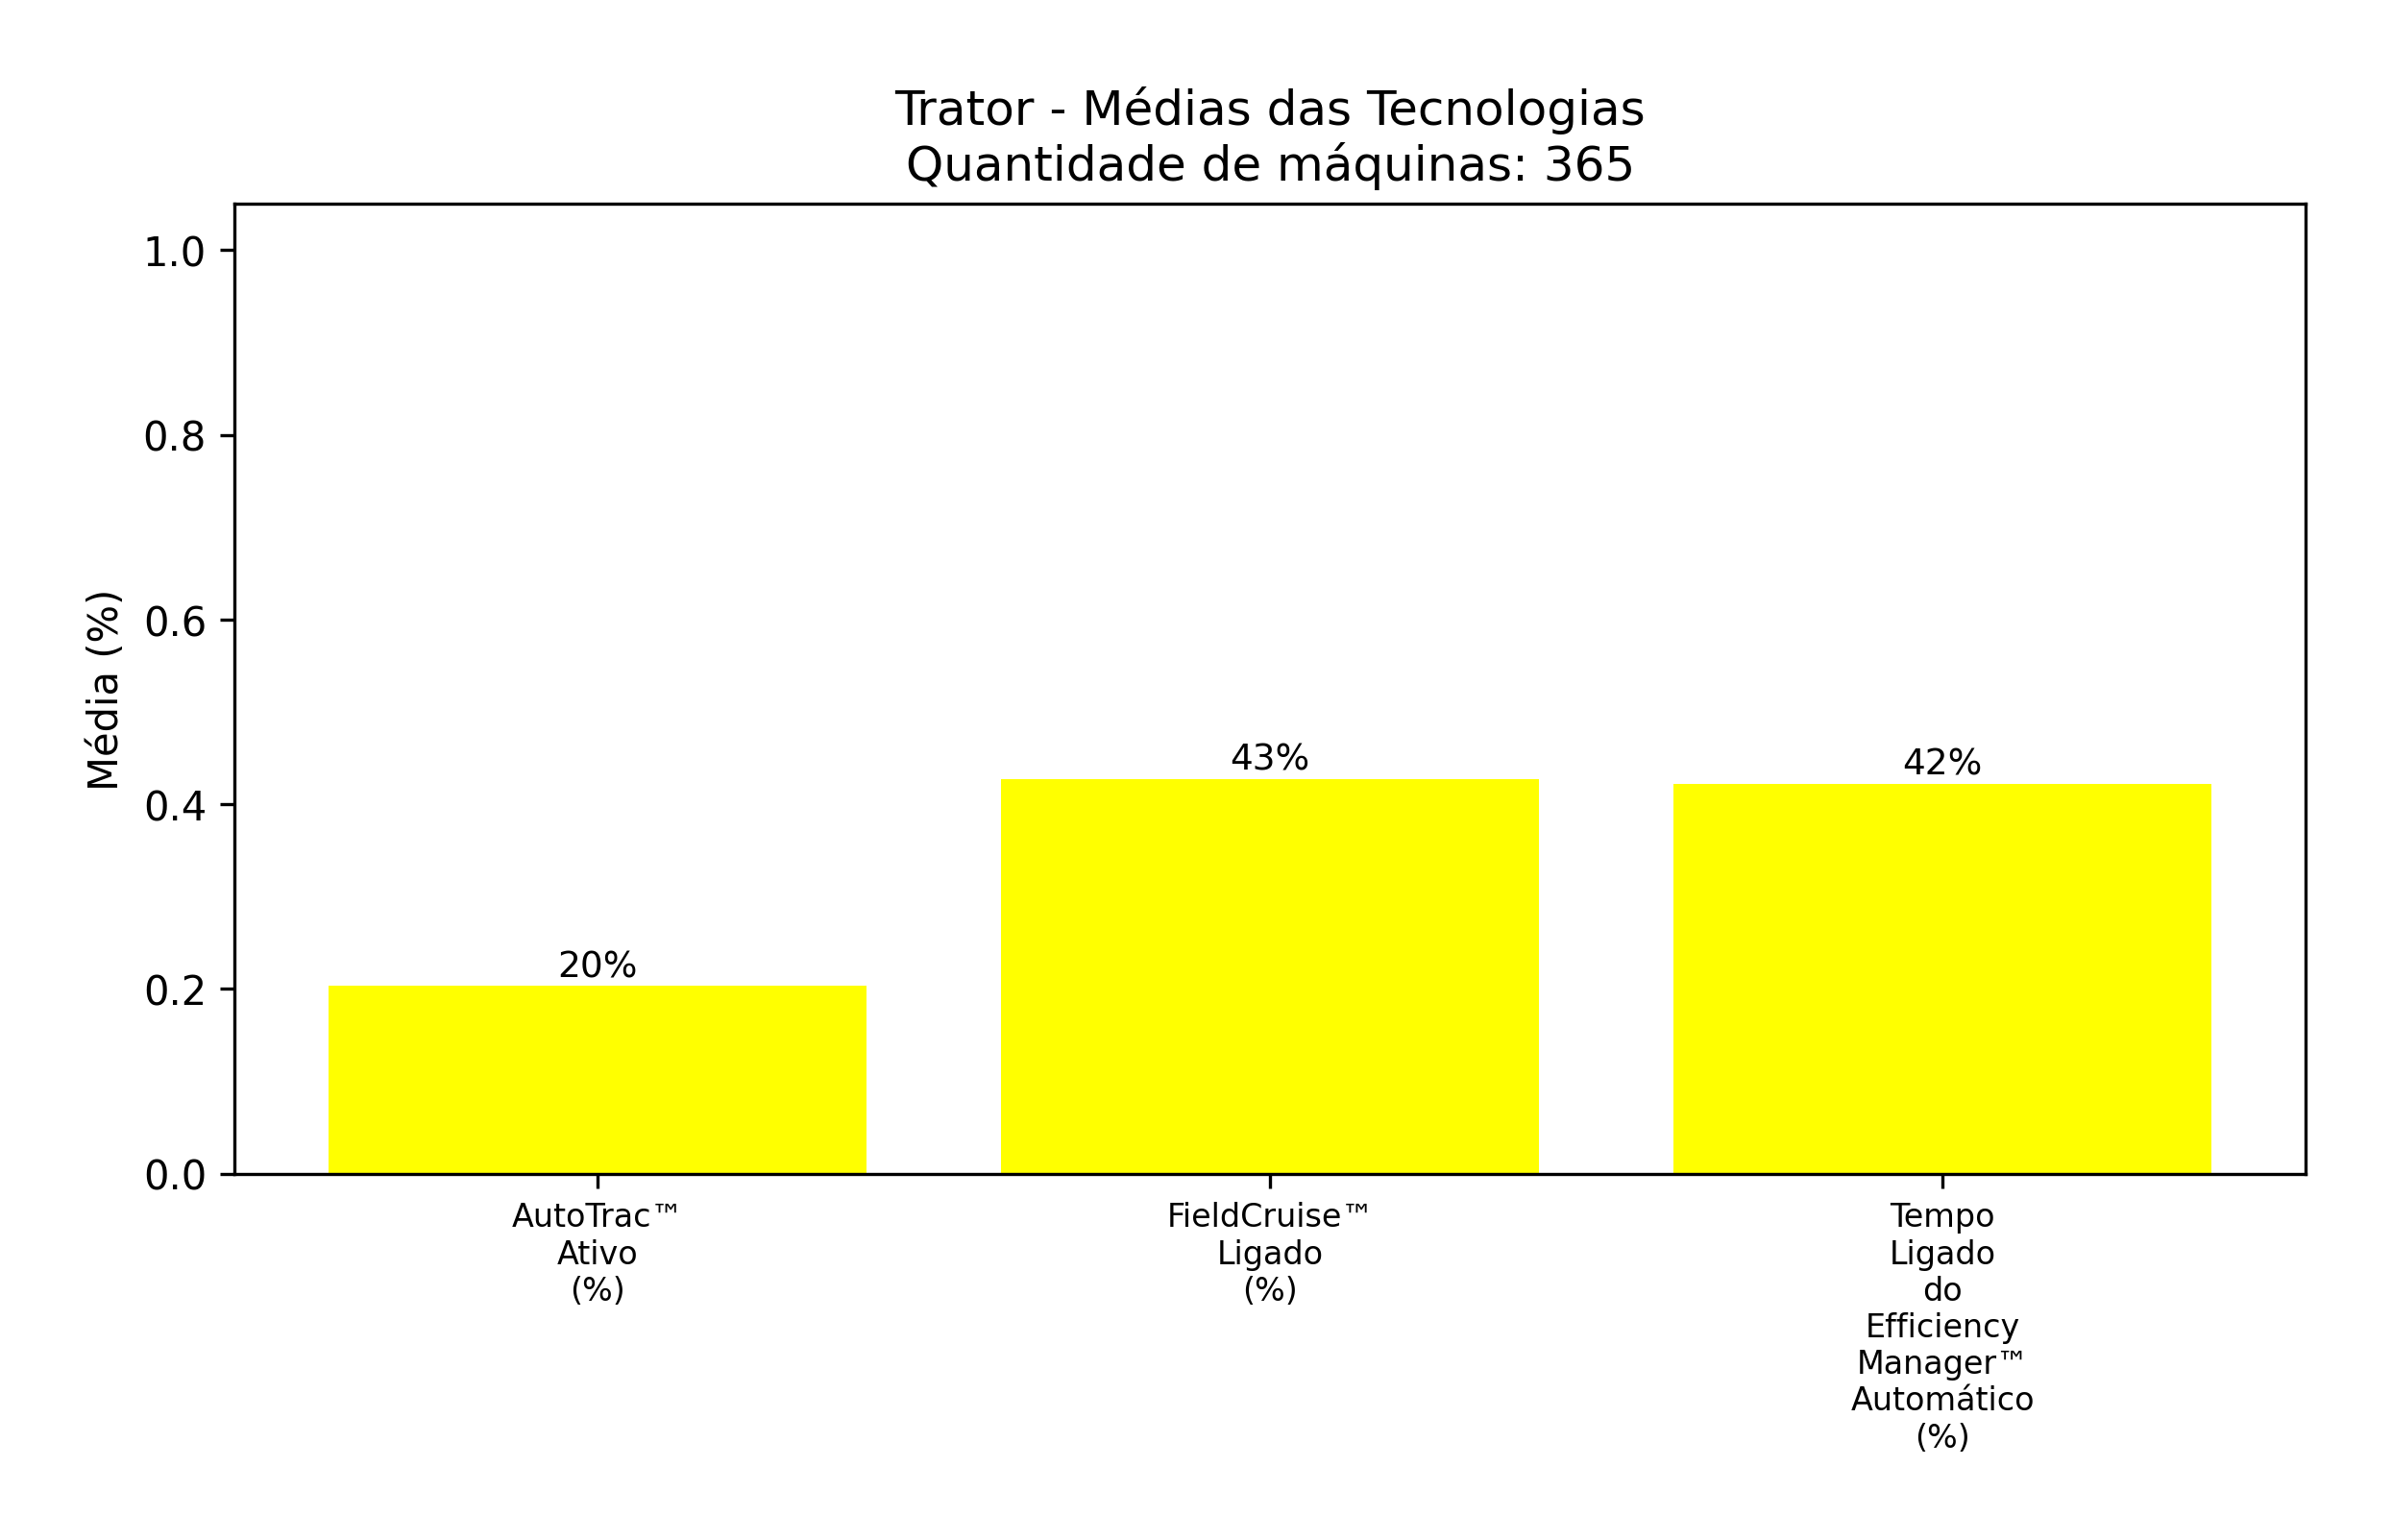 Trator - Médias das Tecnologias
Quantidade de máquinas: 365
1.0
0.8
0.6
0.4
0.2
0.0
Média (%)
20%
43%
42%
AutoTrac™
Ativo
(%)
FieldCruise™
Ligado
(%)
Tempo
Ligado
do
Efficiency
Manager™
Automático
(%)